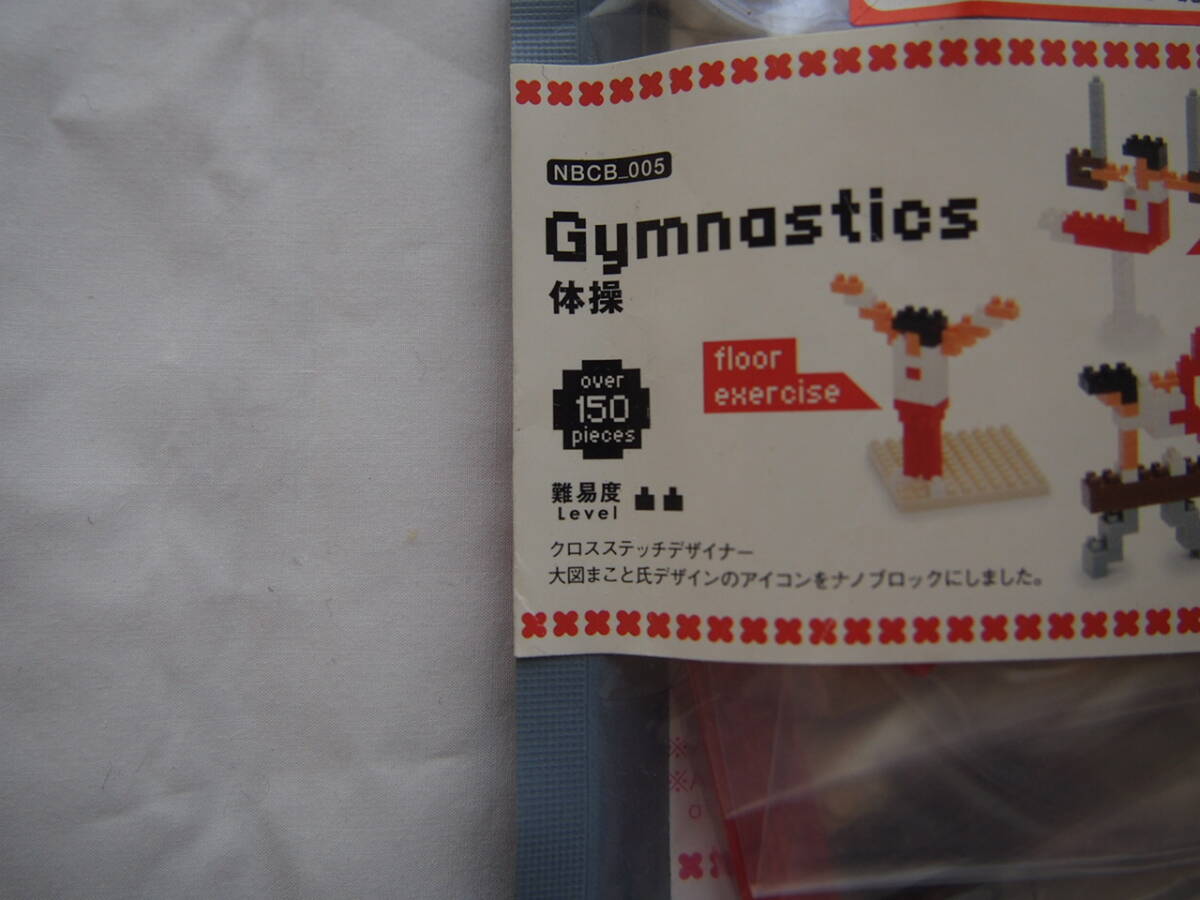 NBCB_005
Gymnastics
体操
floor
exercise
over
150
pieces
難易度
Level
クロスステッチデザイナー
大図まこと氏デザインのアイコンをナノブロックにしました。